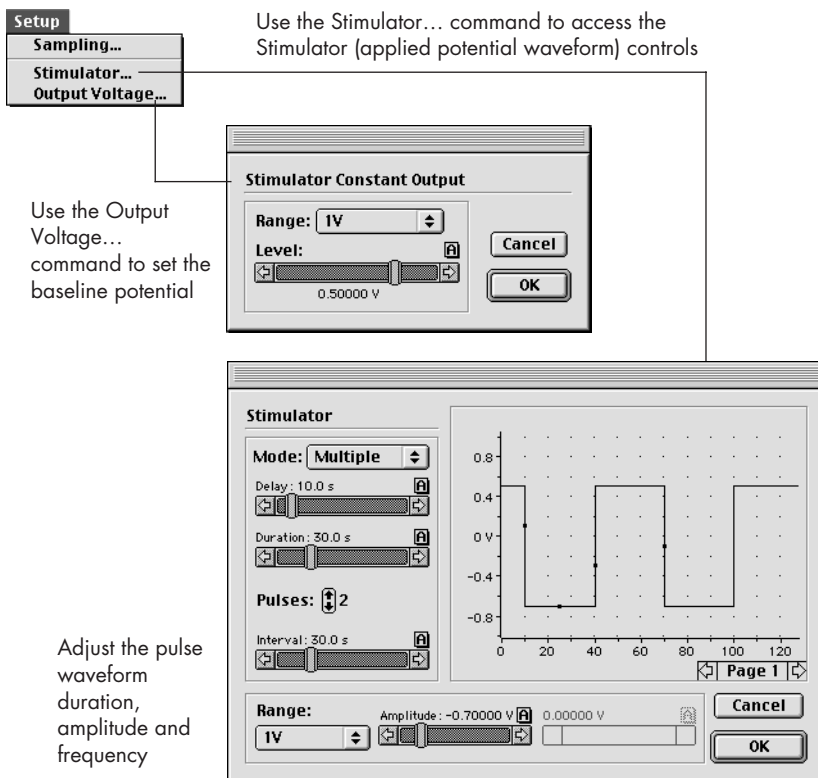 Setup
Sampling...
Stimulator...
Output Voltage...
Use the Stimulator… command to access the
Stimulator (applied potential waveform) controls
Use the Output
Voltage…
command to set the
baseline potential
Stimulator Constant Output
Range: 1V
Level:
A
0.50000 V
Cancel
OK
Stimulator
Mode: Multiple
Delay: 10.0 s
A
Duration: 30.0 s
A
Pulses: 2
Interval: 30.0 s
A
0.8
0.4
0 V
-0.4
-0.8
0 20 40 60 80 100 120
Page 1
Adjust the pulse
waveform
duration,
amplitude and
frequency
Range:
1V
Amplitude: -0.70000 V A
0.00000 V A
Cancel
OK